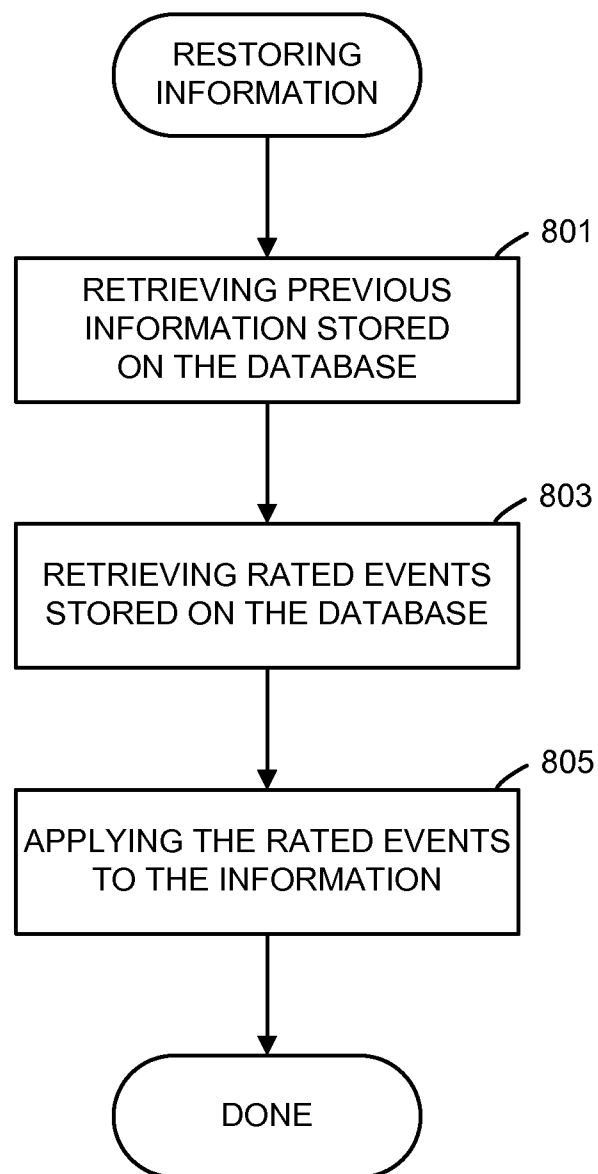 RESTORING
INFORMATION
801
RETRIEVING PREVIOUS
INFORMATION STORED
ON THE DATABASE
803
RETRIEVING RATED EVENTS
STORED ON THE DATABASE
805
APPLYING THE RATED EVENTS
TO THE INFORMATION
DONE